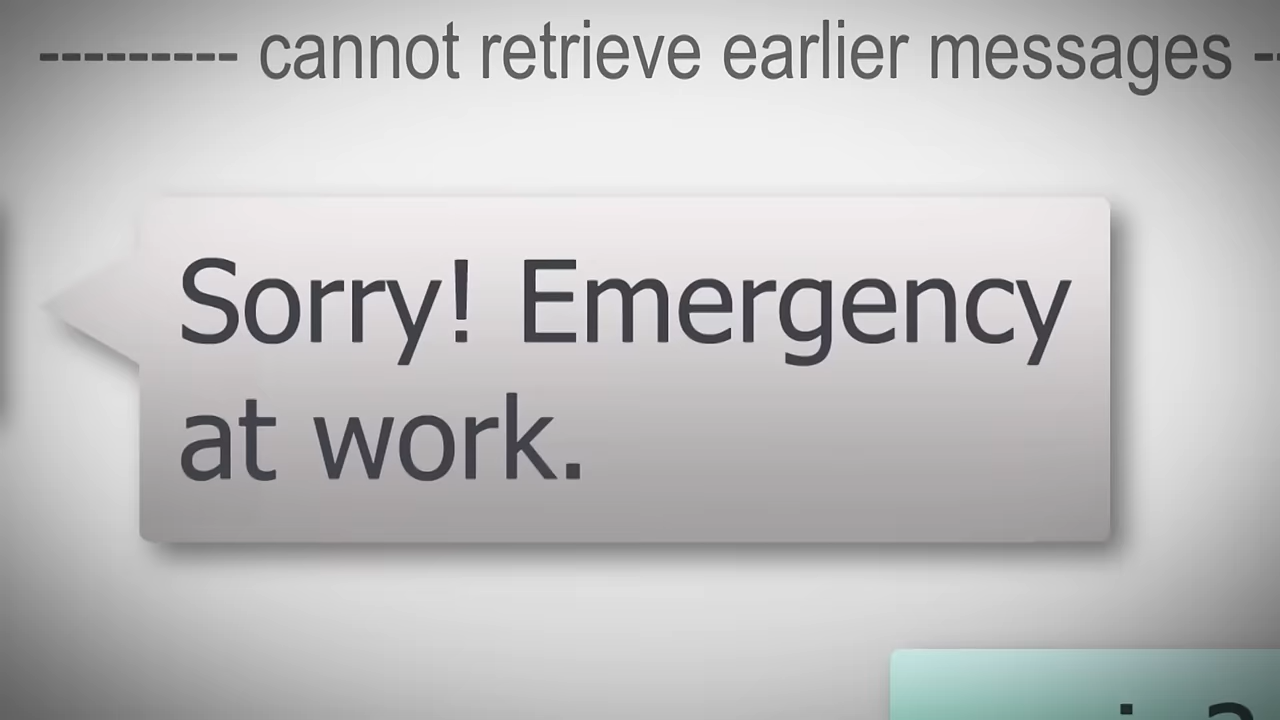 --------- cannot retrieve earlier messages --
Sorry! Emergency
at work.